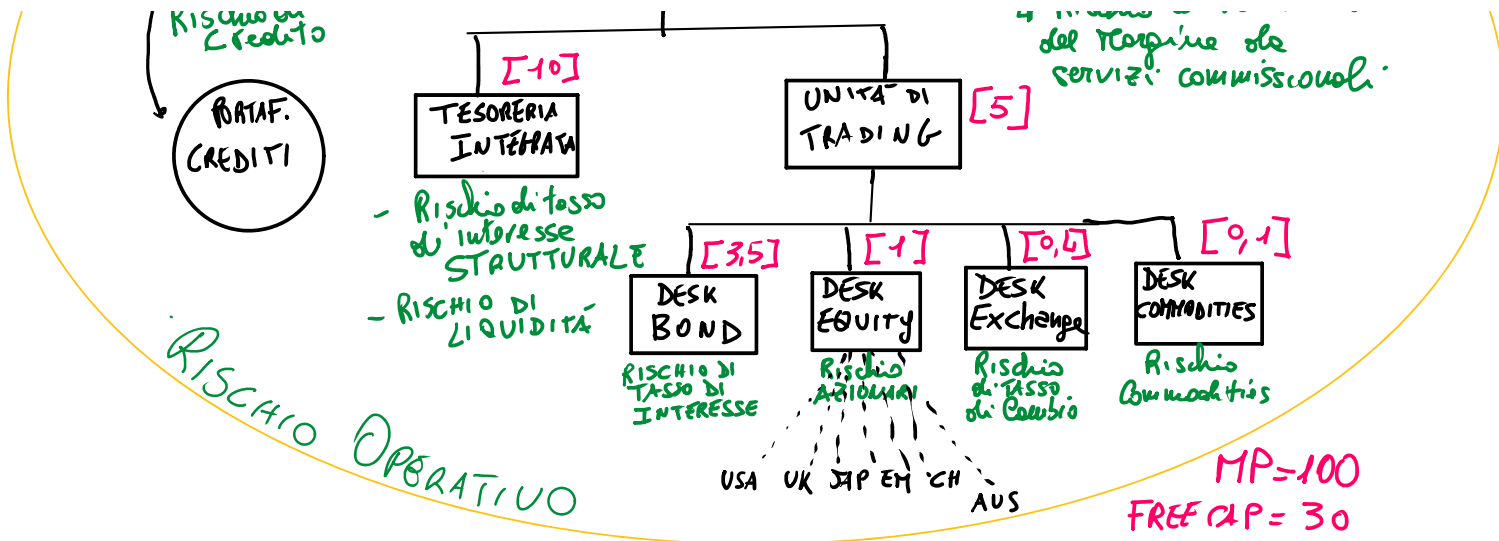 Rischio di
Credito
del margine da
servizi commissionali
[10]
PORTAF.
CREDITI
TESORERIA
INTEGRATA
UNITÀ DI
TRADING
[5]
- Rischio di tasso
d'interesse
STRUTTURALE
- RISCHIO DI
LIQUIDITÀ
[3,5]
[1]
[0,4]
[0,1]
DESK
BOND
DESK
EQUITY
DESK
Exchange
DESK
COMMODITIES
RISCHIO DI
TASSO DI
INTERESSE
Rischio
AZIONARI
Rischio
di TASSO
di Cambio
Rischio
Commodities
RISCHIO OPERATIVO
USA UK JAP EM CH
AUS
MP=100
FREE CAP = 30